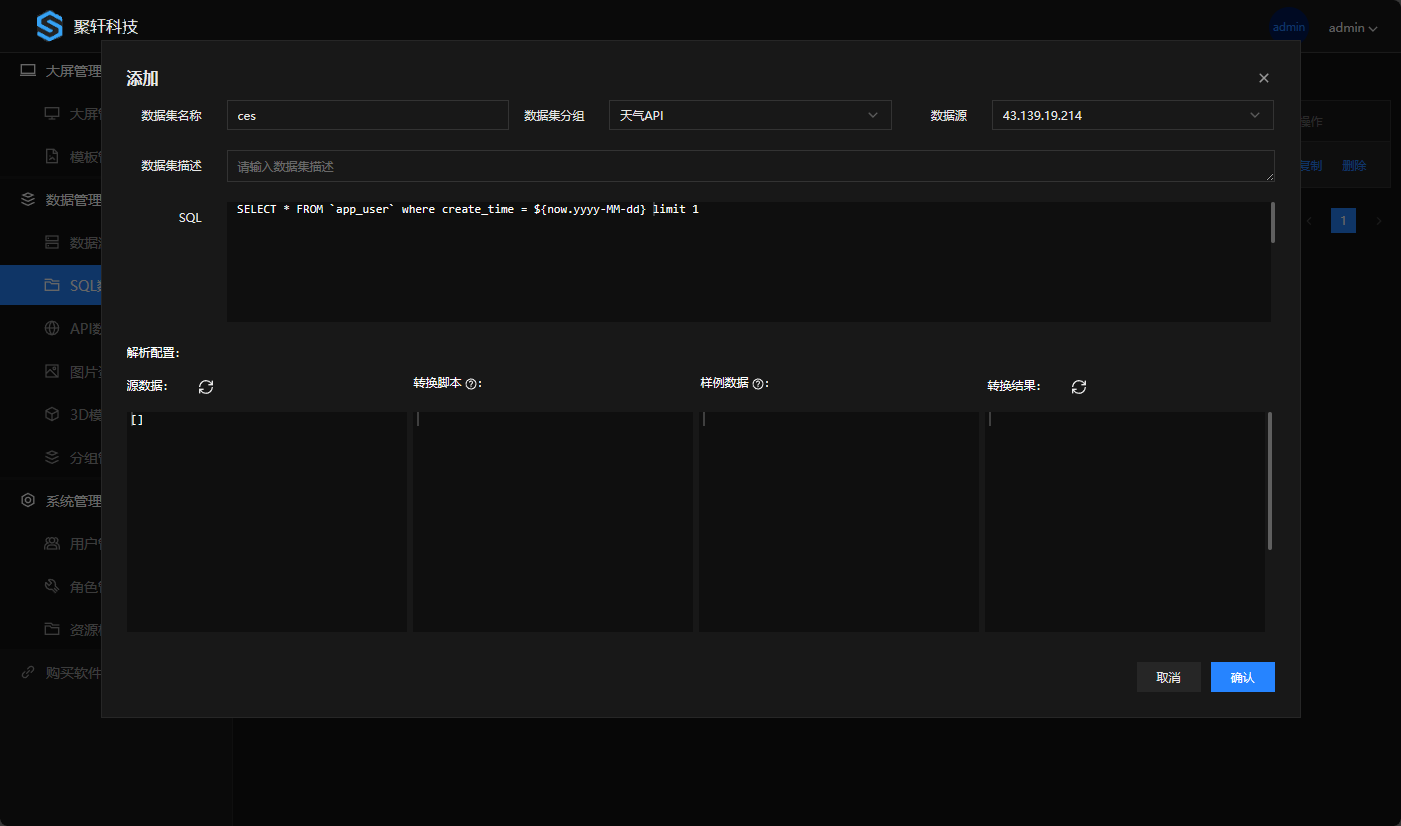 聚轩科技
admin
admin
大屏管理
大屏
模板
数据管理
数据
SQL
API数
图片
3D模
分组
系统管理
用户
角色
资源
购买软件
操作
复制 删除
1
添加
数据集名称 ces 数据集分组 天气API 数据源 43.139.19.214
数据集描述 请输入数据集描述
SQL SELECT * FROM `app_user` where create_time = ${now.yyyy-MM-dd} limit 1
解析配置:
源数据: 转换脚本 ?: 样例数据 ?: 转换结果:
[]
取消 确认